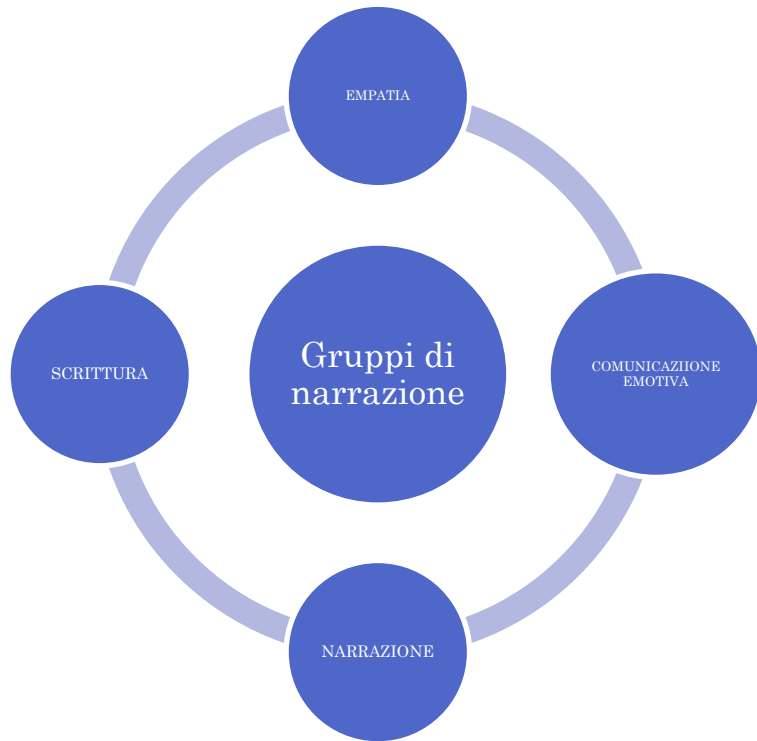 EMPATIA
SCRITTURA
Gruppi di
narrazione
COMUNICAZIIONE
EMOTIVA
NARRAZIONE